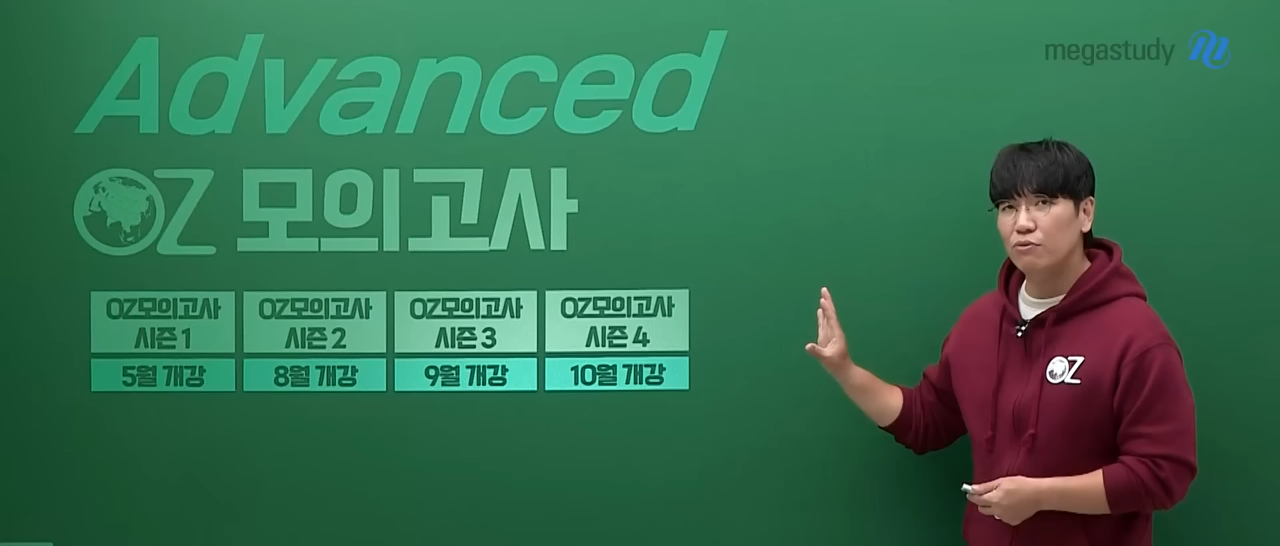 Advanced
megastudy
OZ 모의고사
OZ모의고사
시즌 1
OZ모의고사
시즌 2
OZ모의고사
시즌 3
OZ모의고사
시즌 4
5월 개강
8월 개강
9월 개강
10월 개강
OZ